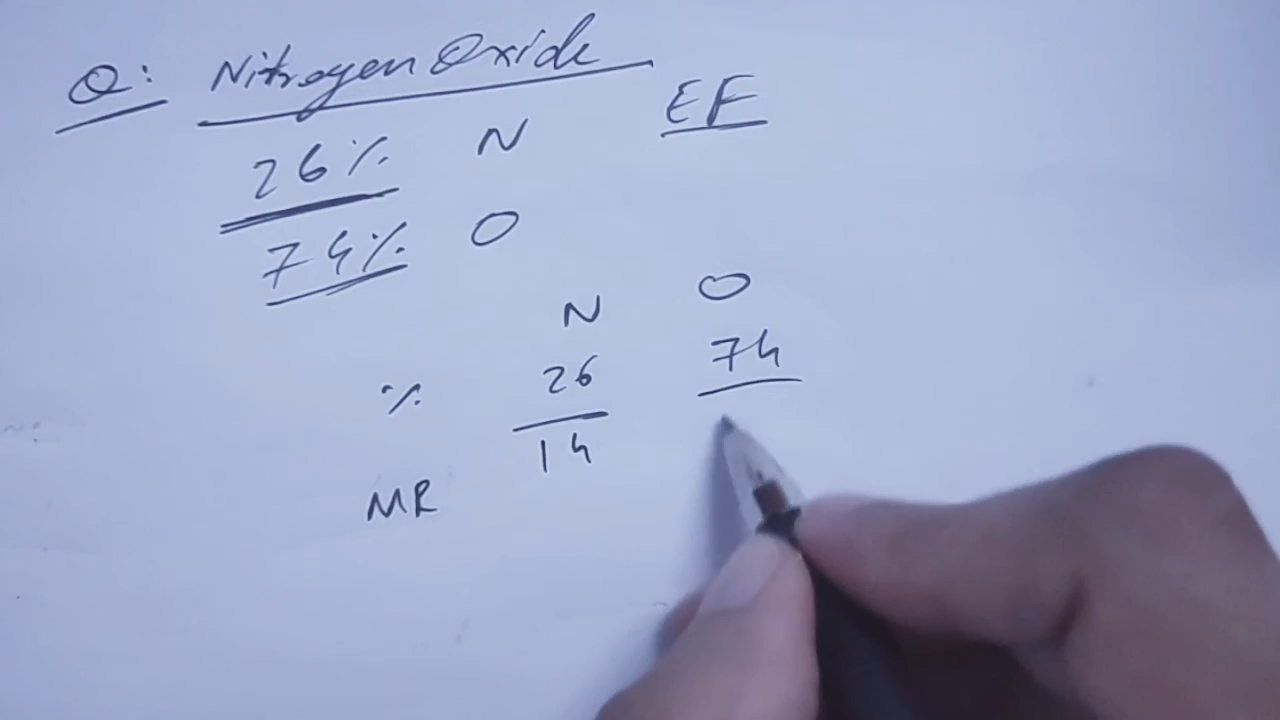 Q: Nitrogen Oxide
EF
26% N
74% O
N O
% 26 74
14
MR